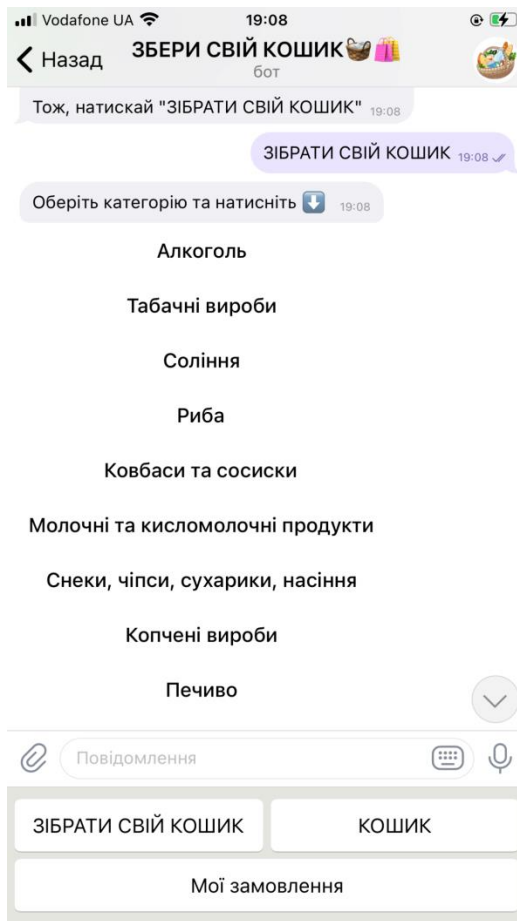 Vodafone UA 19:08
Назад ЗБЕРИ СВІЙ КОШИК
бот
Тож, натискай "ЗІБРАТИ СВІЙ КОШИК" 19:08
ЗІБРАТИ СВІЙ КОШИК 19:08
Оберіть категорію та натисніть 19:08
Алкоголь
Табачні вироби
Соління
Риба
Ковбаси та сосиски
Молочні та кисломолочні продукти
Снеки, чіпси, сухарики, насіння
Копчені вироби
Печиво
Повідомлення
ЗІБРАТИ СВІЙ КОШИК КОШИК
Мої замовлення